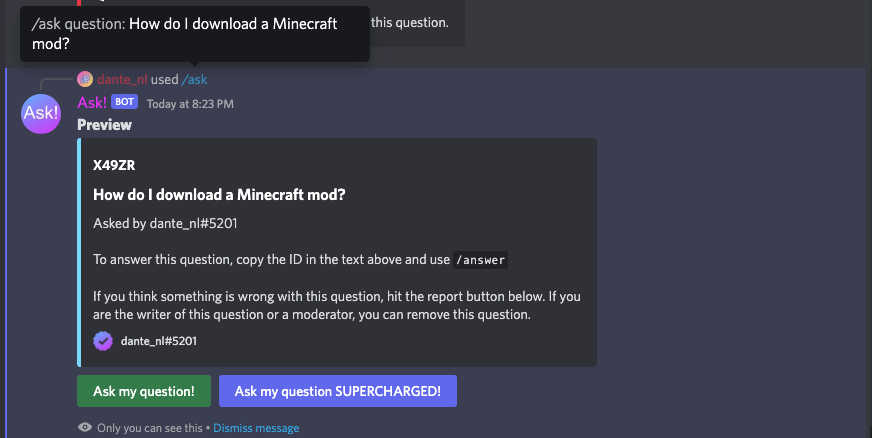 /ask question: How do I download a Minecraft
mod?
this question.
dante_nl used /ask
Ask!
Ask! BOT Today at 8:23 PM
Preview
X49ZR
How do I download a Minecraft mod?
Asked by dante_nl#5201
To answer this question, copy the ID in the text above and use /answer
If you think something is wrong with this question, hit the report button below. If you
are the writer of this question or a moderator, you can remove this question.
dante_nl#5201
Ask my question! Ask my question SUPERCHARGED!
Only you can see this • Dismiss message